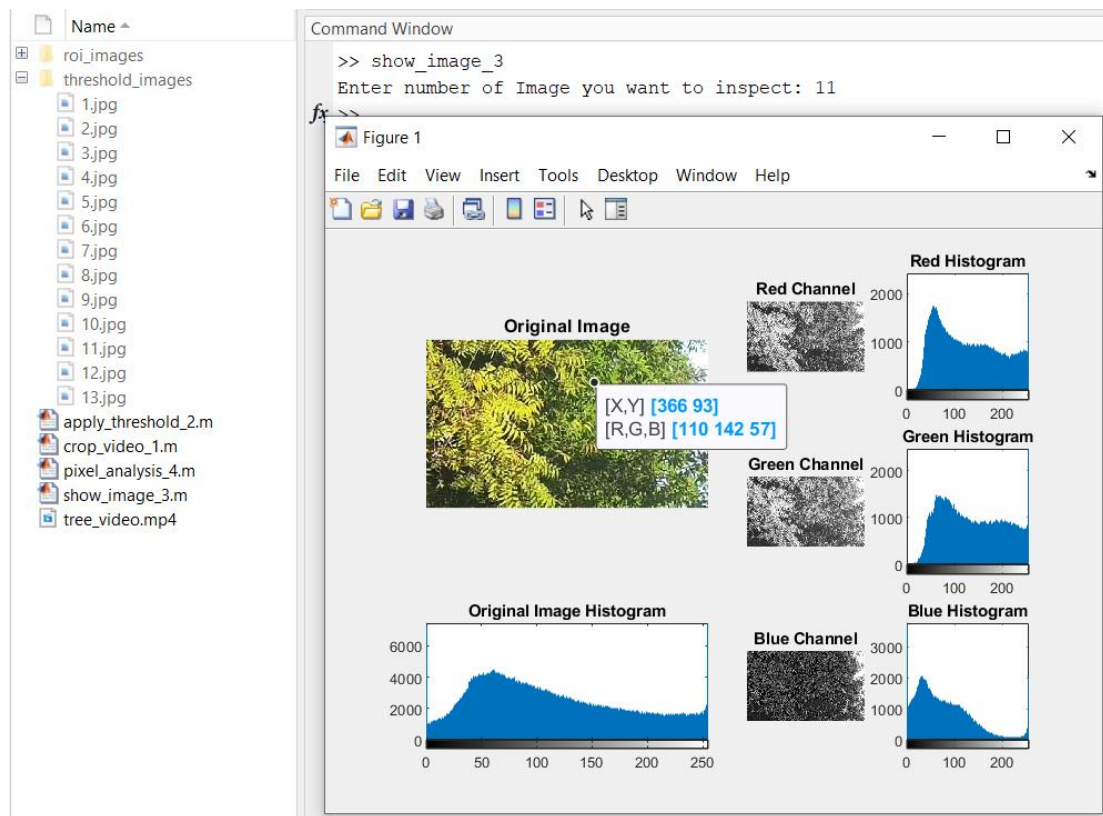 Name
roi_images
threshold_images
1.jpg
2.jpg
3.jpg
4.jpg
5.jpg
6.jpg
7.jpg
8.jpg
9.jpg
10.jpg
11.jpg
12.jpg
13.jpg
apply_threshold_2.m
crop_video_1.m
pixel_analysis_4.m
show_image_3.m
tree_video.mp4
Command Window
>> show_image_3
Enter number of Image you want to inspect: 11
fx >>
Figure 1
File Edit View Insert Tools Desktop Window Help
Original Image
[X,Y] [366 93]
[R,G,B] [110 142 57]
Red Channel
Red Histogram
2000
1000
0
0 100 200
Green Channel
Green Histogram
2000
1000
0
0 100 200
Original Image Histogram
6000
4000
2000
0
0 50 100 150 200 250
Blue Channel
Blue Histogram
3000
2000
1000
0
0 100 200